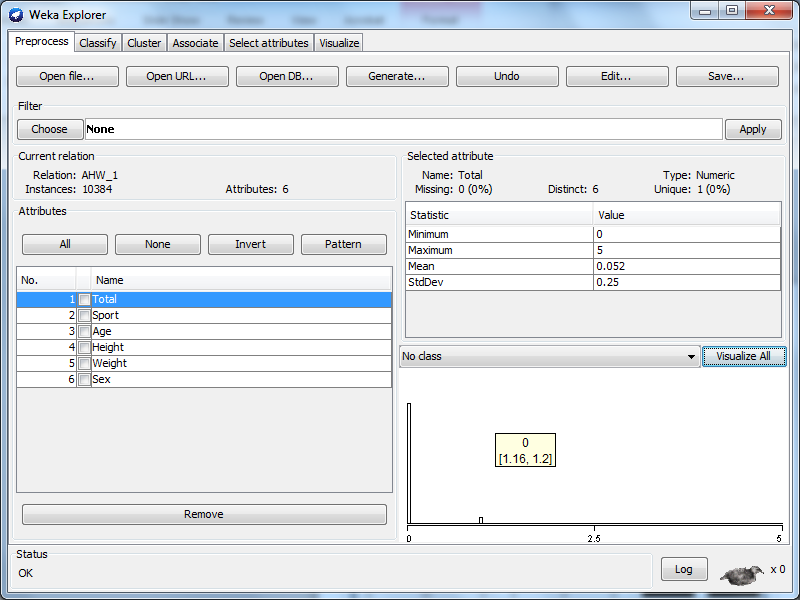 Weka Explorer
Preprocess Classify Cluster Associate Select attributes Visualize
Open file... Open URL... Open DB... Generate... Undo Edit... Save...
Filter
Choose None Apply
Current relation
Relation: AHW_1
Instances: 10384 Attributes: 6
Attributes
All None Invert Pattern
No. Name
1 Total
2 Sport
3 Age
4 Height
5 Weight
6 Sex
Remove
Selected attribute
Name: Total Type: Numeric
Missing: 0 (0%) Distinct: 6 Unique: 1 (0%)
Statistic Value
Minimum 0
Maximum 5
Mean 0.052
StdDev 0.25
No class Visualize All
0
[1.16, 1.2]
0 2.5 5
Status
OK Log x 0